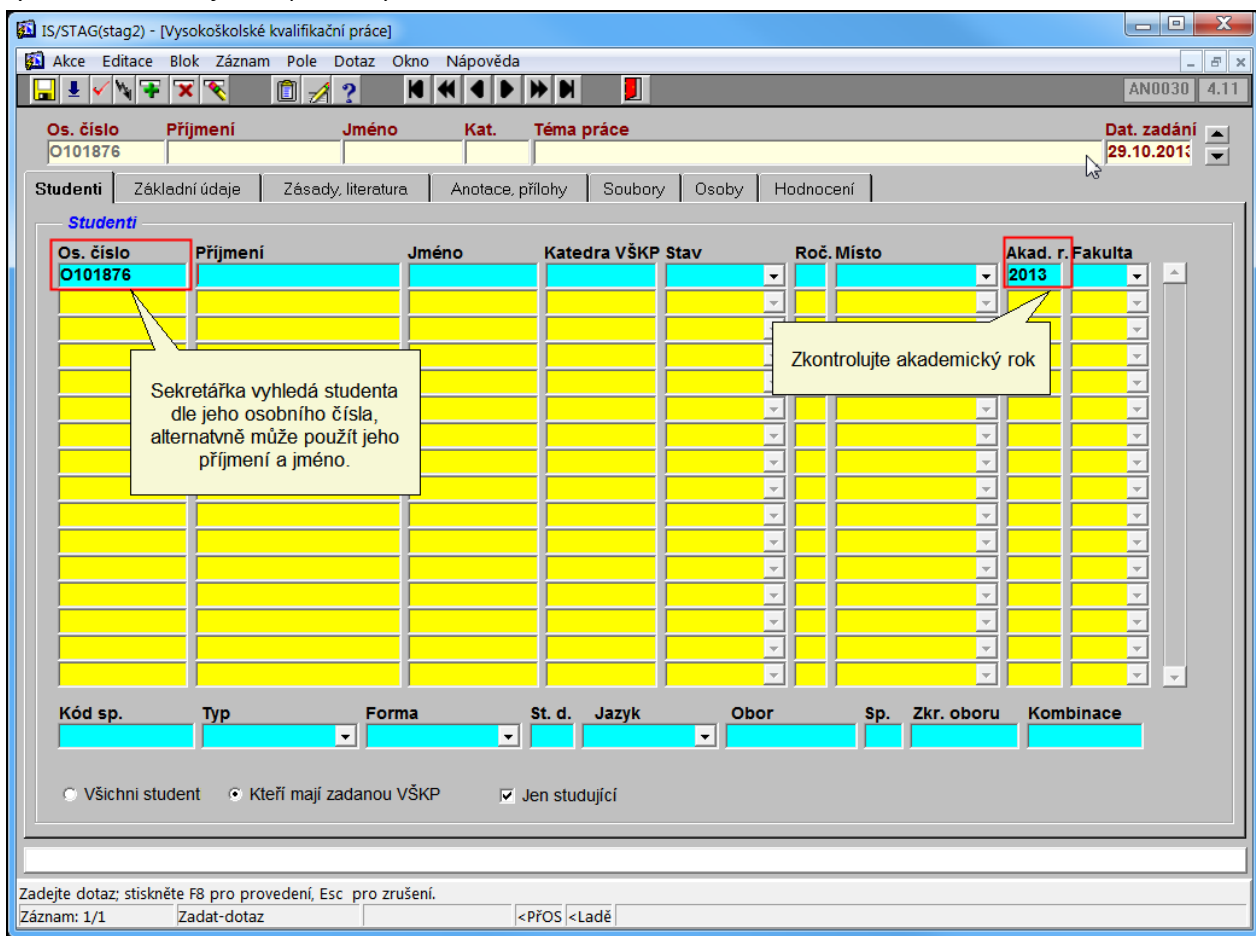 IS/STAG(stag2) - [Vysokoškolské kvalifikační práce]
Akce Editace Blok Záznam Pole Dotaz Okno Nápověda
AN0030 4.11
Os. číslo Příjmení Jméno Kat. Téma práce Dat. zadání
O101876 29.10.201
Studenti Základní údaje Zásady, literatura Anotace, přílohy Soubory Osoby Hodnocení
Studenti
Os. číslo Příjmení Jméno Katedra VŠKP Stav Roč. Místo Akad. r. Fakulta
O101876 2013
Zkontrolujte akademický rok
Sekretářka vyhledá studenta
dle jeho osobního čísla,
alternatvně může použít jeho
příjmení a jméno.
Kód sp. Typ Forma St. d. Jazyk Obor Sp. Zkr. oboru Kombinace
Všichni student Kteří mají zadanou VŠKP Jen studující
Zadejte dotaz; stiskněte F8 pro provedení, Esc pro zrušení.
Záznam: 1/1 Zadat-dotaz <PřOS <Ladě